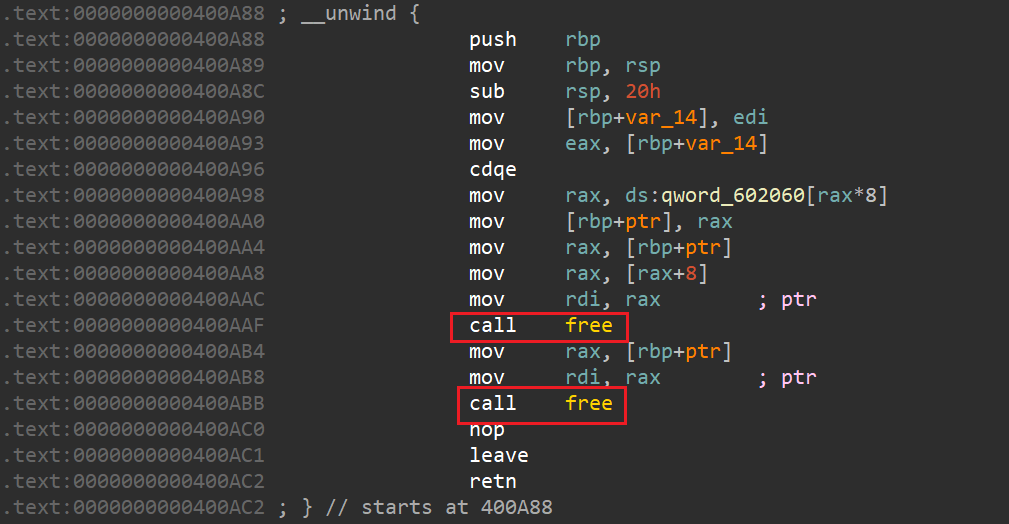 .text:0000000000400A88 ; __unwind {
.text:0000000000400A88 push rbp
.text:0000000000400A89 mov rbp, rsp
.text:0000000000400A8C sub rsp, 20h
.text:0000000000400A90 mov [rbp+var_14], edi
.text:0000000000400A93 mov eax, [rbp+var_14]
.text:0000000000400A96 cdqe
.text:0000000000400A98 mov rax, ds:qword_602060[rax*8]
.text:0000000000400AA0 mov [rbp+ptr], rax
.text:0000000000400AA4 mov rax, [rbp+ptr]
.text:0000000000400AA8 mov rax, [rax+8]
.text:0000000000400AAC mov rdi, rax ; ptr
.text:0000000000400AAF call free
.text:0000000000400AB4 mov rax, [rbp+ptr]
.text:0000000000400AB8 mov rdi, rax ; ptr
.text:0000000000400ABB call free
.text:0000000000400AC0 nop
.text:0000000000400AC1 leave
.text:0000000000400AC2 retn
.text:0000000000400AC2 ; } // starts at 400A88